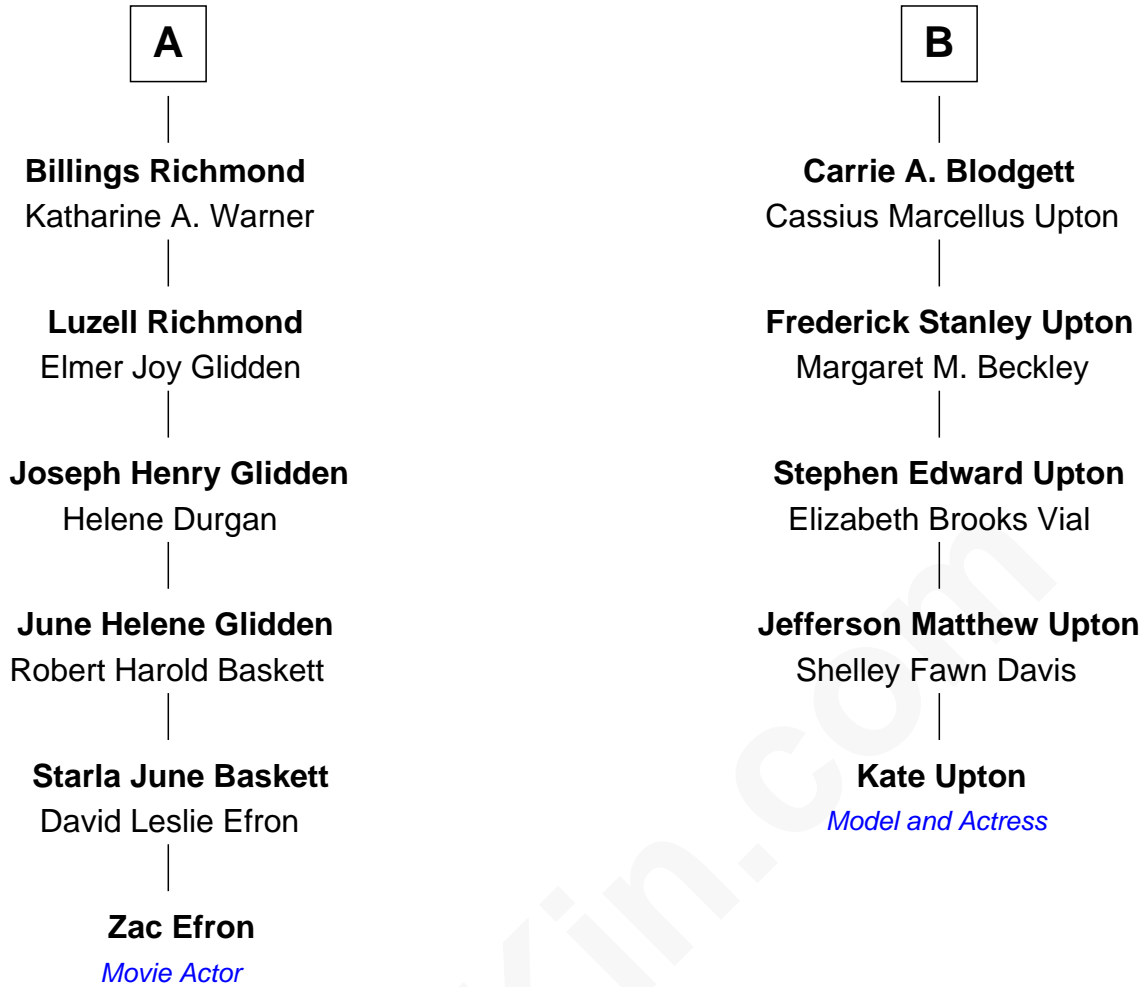 A
Billings Richmond
Katharine A. Warner
Luzell Richmond
Elmer Joy Glidden
Joseph Henry Glidden
Helene Durgan
June Helene Glidden
Robert Harold Baskett
Starla June Baskett
David Leslie Efron
Zac Efron
Movie Actor
B
Carrie A. Blodgett
Cassius Marcellus Upton
Frederick Stanley Upton
Margaret M. Beckley
Stephen Edward Upton
Elizabeth Brooks Vial
Jefferson Matthew Upton
Shelley Fawn Davis
Kate Upton
Model and Actress
Kin.com